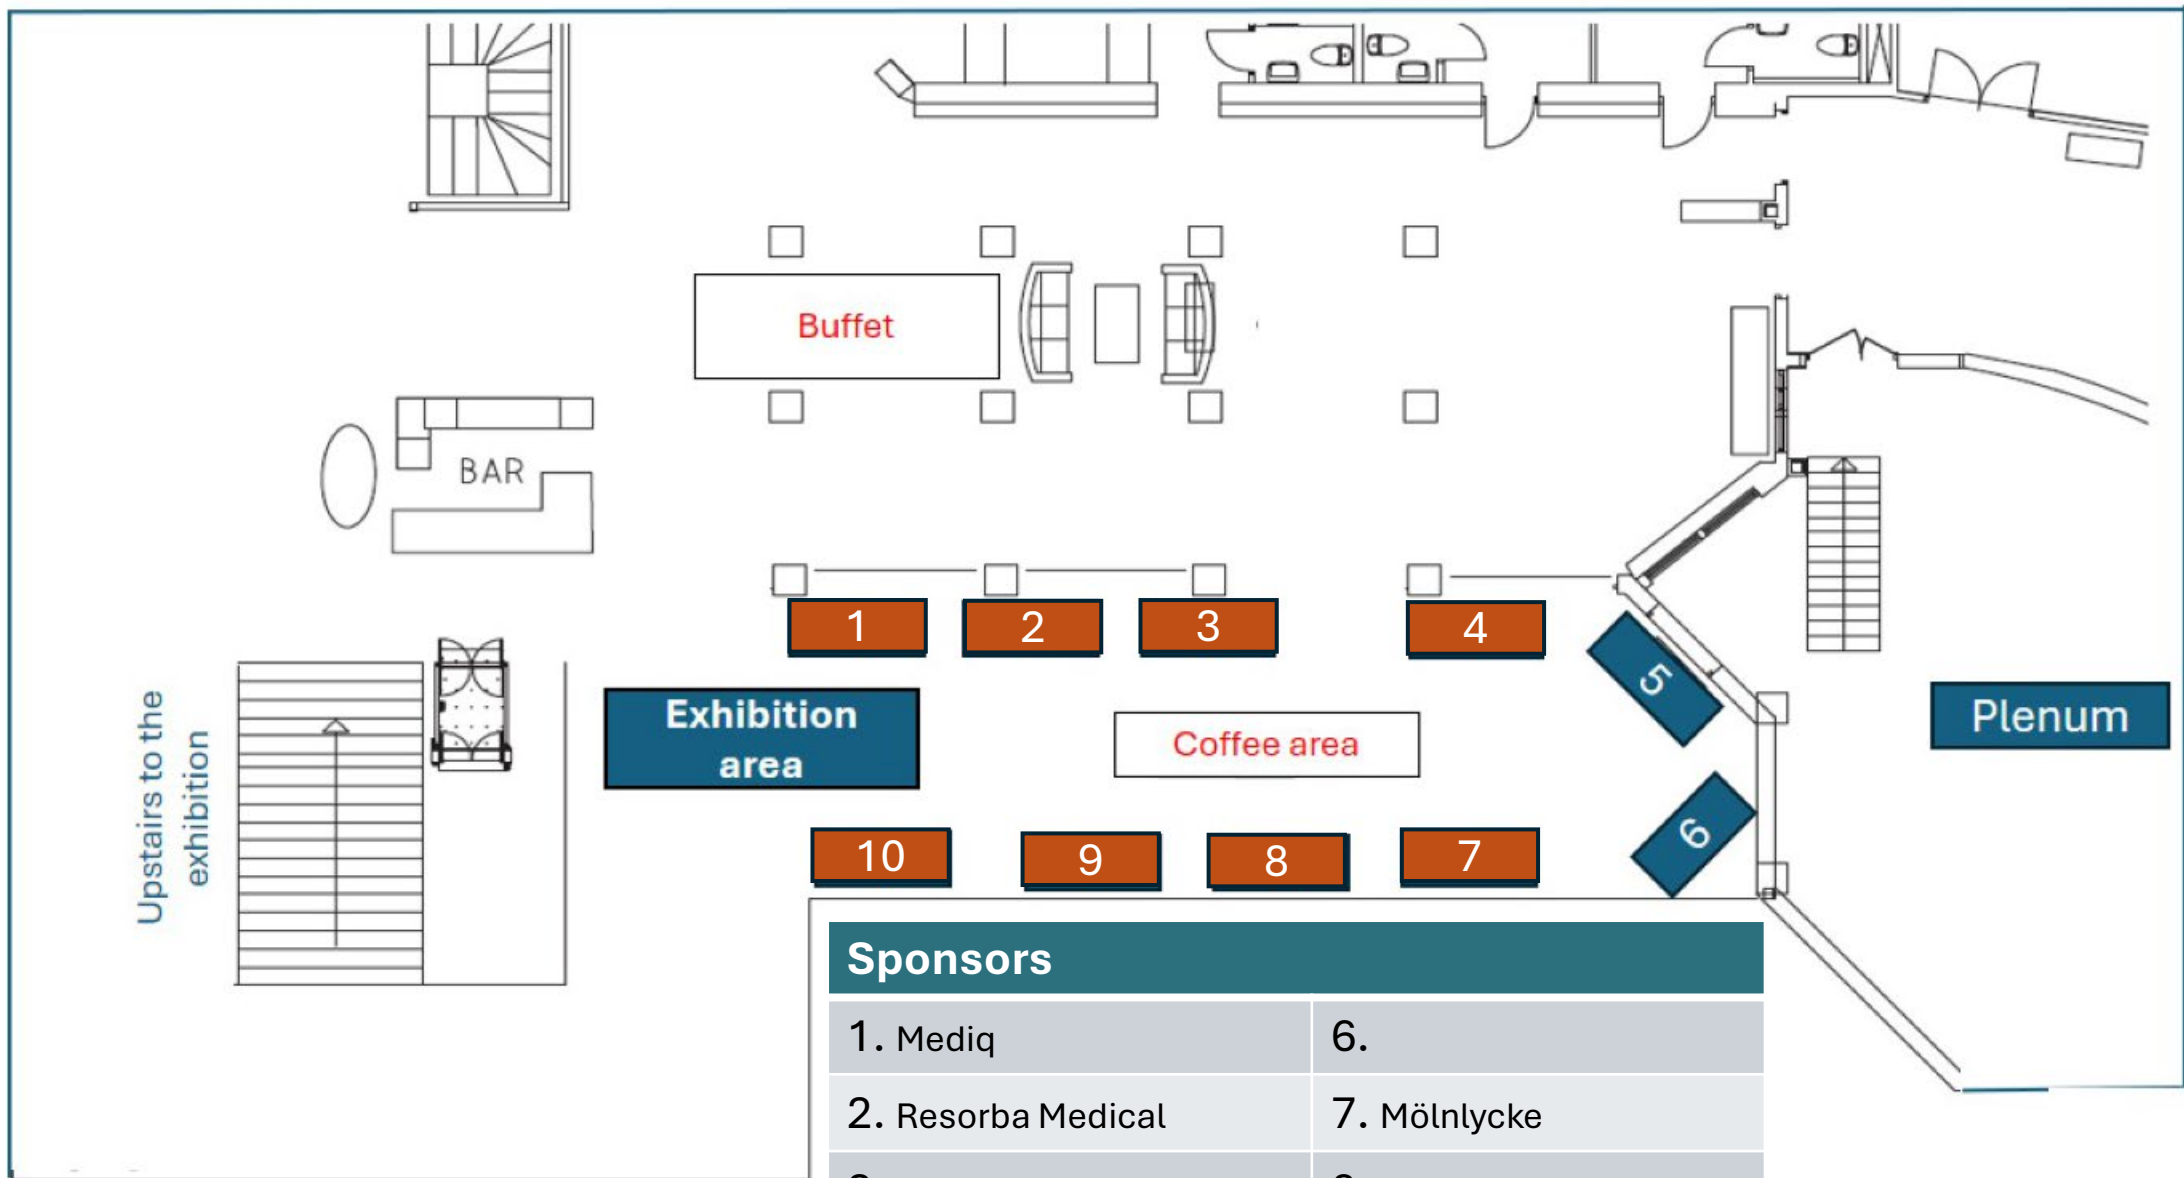 Buffet
BAR
1
2
3
4
5
Upstairs to the
exhibition
Exhibition
area
Coffee area
Plenum
10
9
8
7
6
Sponsors
1. Mediq
6.
2. Resorba Medical
7. Mölnlycke